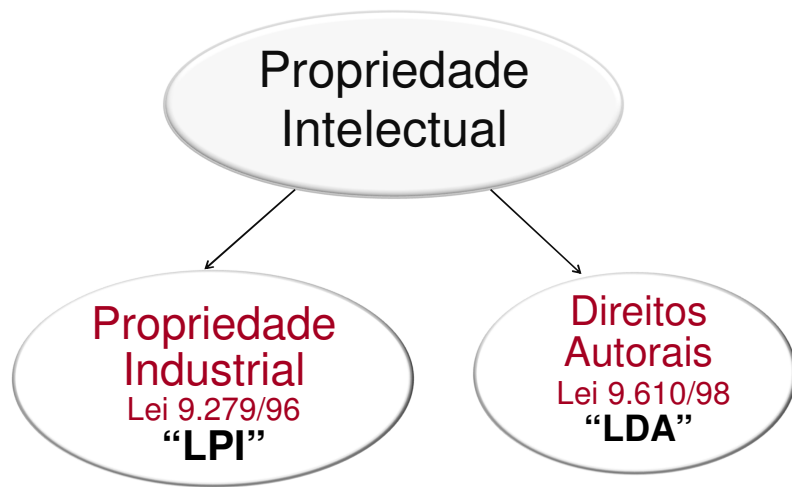 Propriedade
Intelectual
Propriedade
Industrial
Lei 9.279/96
“LPI”
Direitos
Autorais
Lei 9.610/98
“LDA”